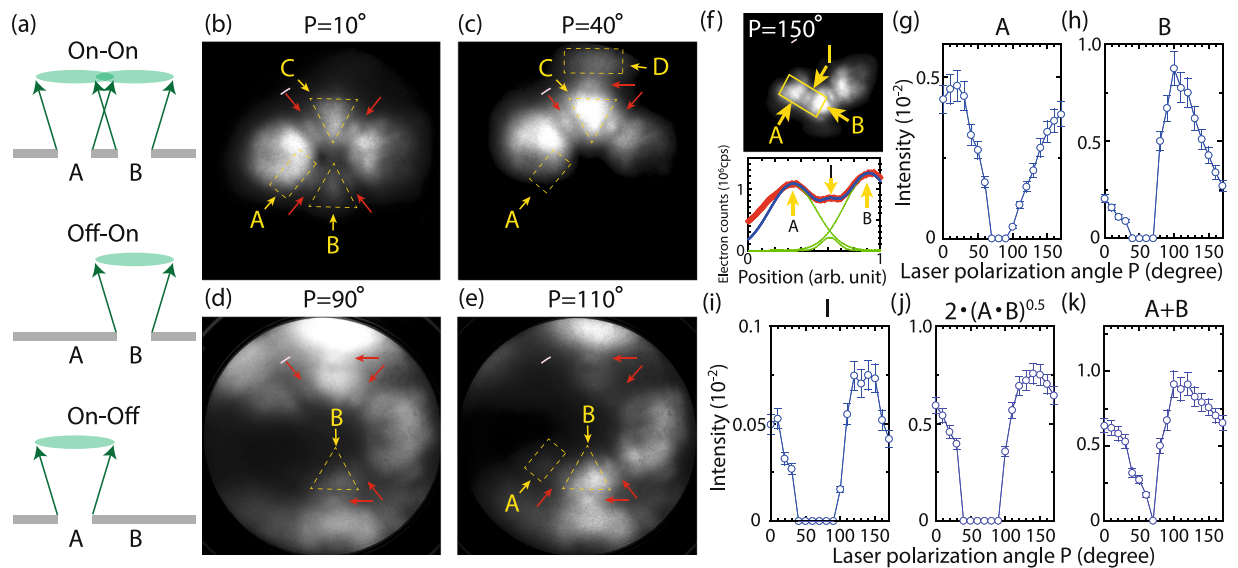 (a)
On-On
A
B
Off-On
A
B
On-Off
A
B
(b)
P=10°
C
A
B
(c)
P=40°
C
D
A
(d)
P=90°
B
(e)
P=110°
B
A
(f)
P=150°
I
A
B
Electron counts (10⁶cps)
1
0
I
A
B
0
1
Position (arb. unit)
(g)
A
Intensity (10⁻²)
0.5
0
0
50
100
150
(h)
B
1.0
0.5
0
0
50
100
150
Laser polarization angle P (degree)
(i)
I
Intensity (10⁻²)
0.1
0.05
0
0
50
100
150
(j)
2•(A•B)⁰·⁵
1.0
0.5
0
0
50
100
150
(k)
A+B
1.2
0.8
0.4
0
0
50
100
150
Laser polarization angle P (degree)